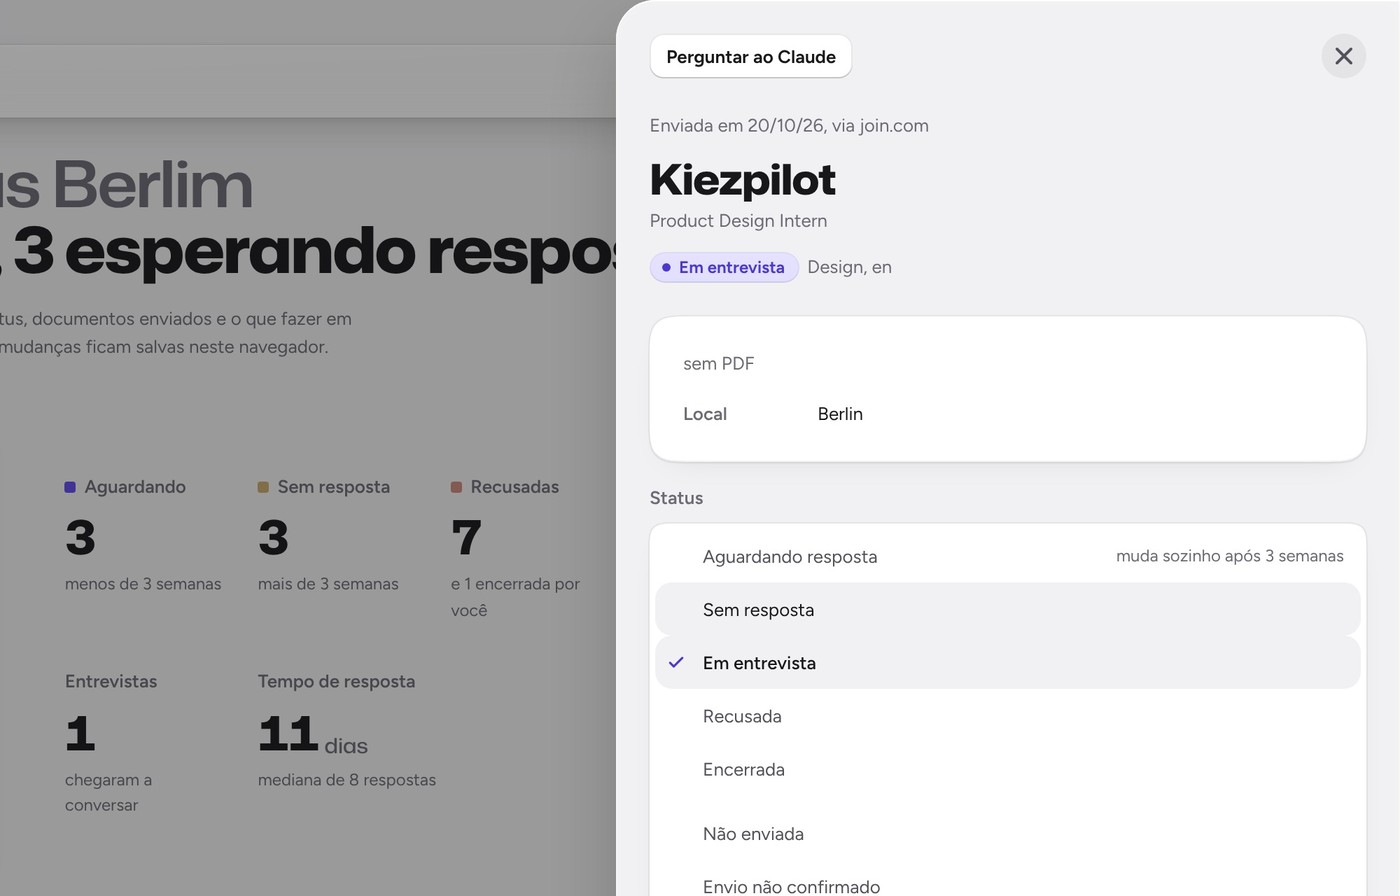 Perguntar ao Claude
Enviada em 20/10/26, via join.com
Kiezpilot
Product Design Intern
Em entrevista Design, en
sem PDF
Local Berlin
Status
Aguardando resposta muda sozinho após 3 semanas
Sem resposta
Em entrevista
Recusada
Encerrada
Não enviada
Envio não confirmado
Berlim
3 esperando
documentos enviados e o que fazer em
mudanças ficam salvas neste navegador.
Aguardando
3
menos de 3 semanas
Sem resposta
3
mais de 3 semanas
Recusadas
7
e 1 encerrada por
você
Entrevistas
1
chegaram a
conversar
Tempo de resposta
11 dias
mediana de 8 respostas